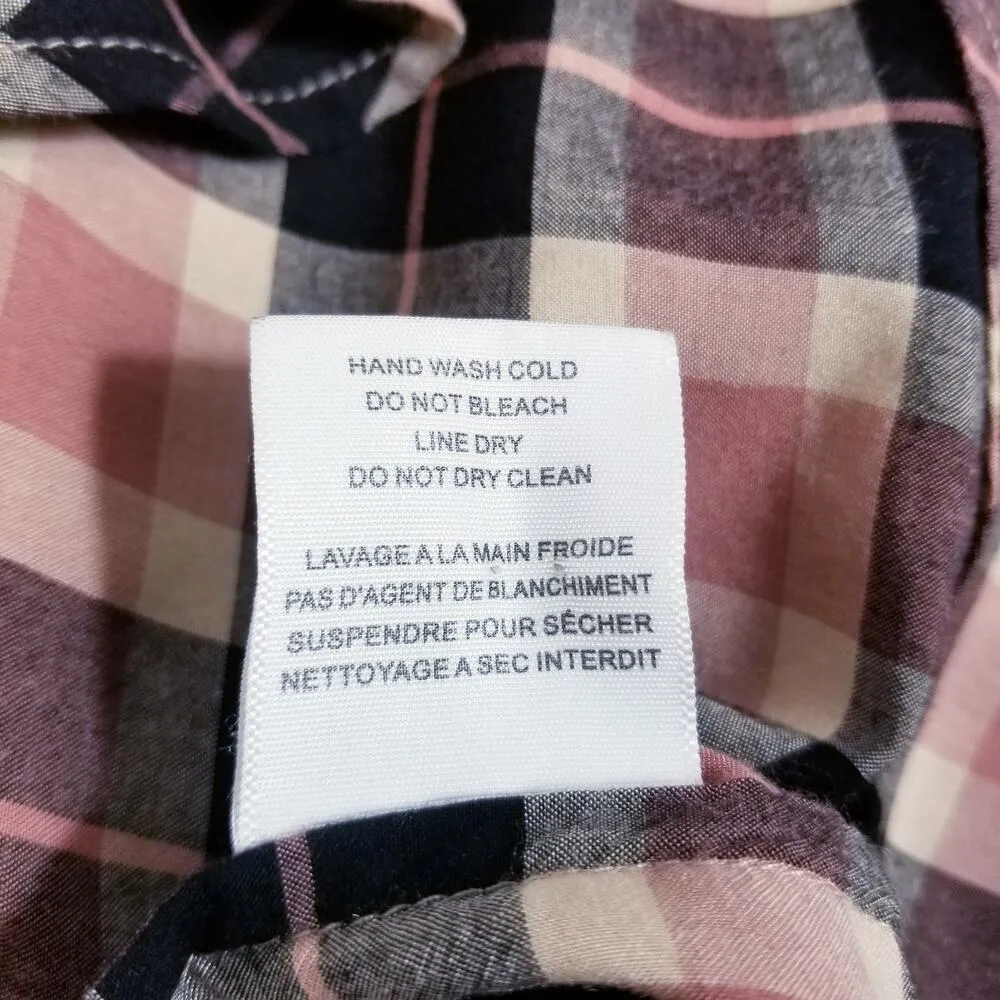 HAND WASH COLD
DO NOT BLEACH
LINE DRY
DO NOT DRY CLEAN
LAVAGE A LA MAIN FROIDE
PAS D'AGENT DE BLANCHIMENT
SUSPENDRE POUR SÉCHER
NETTOYAGE A SEC INTERDIT